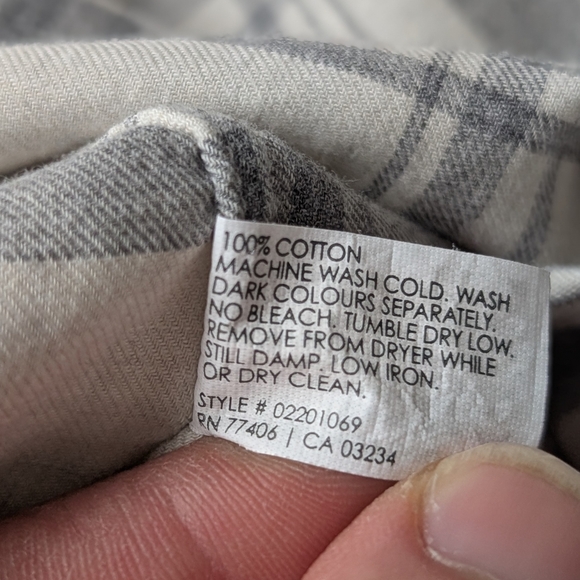 100% COTTON
MACHINE WASH COLD. WASH
DARK COLOURS SEPARATELY.
NO BLEACH. TUMBLE DRY LOW.
REMOVE FROM DRYER WHILE
STILL DAMP. LOW IRON.
OR DRY CLEAN.
STYLE # 02201069
RN 77406 | CA 03234